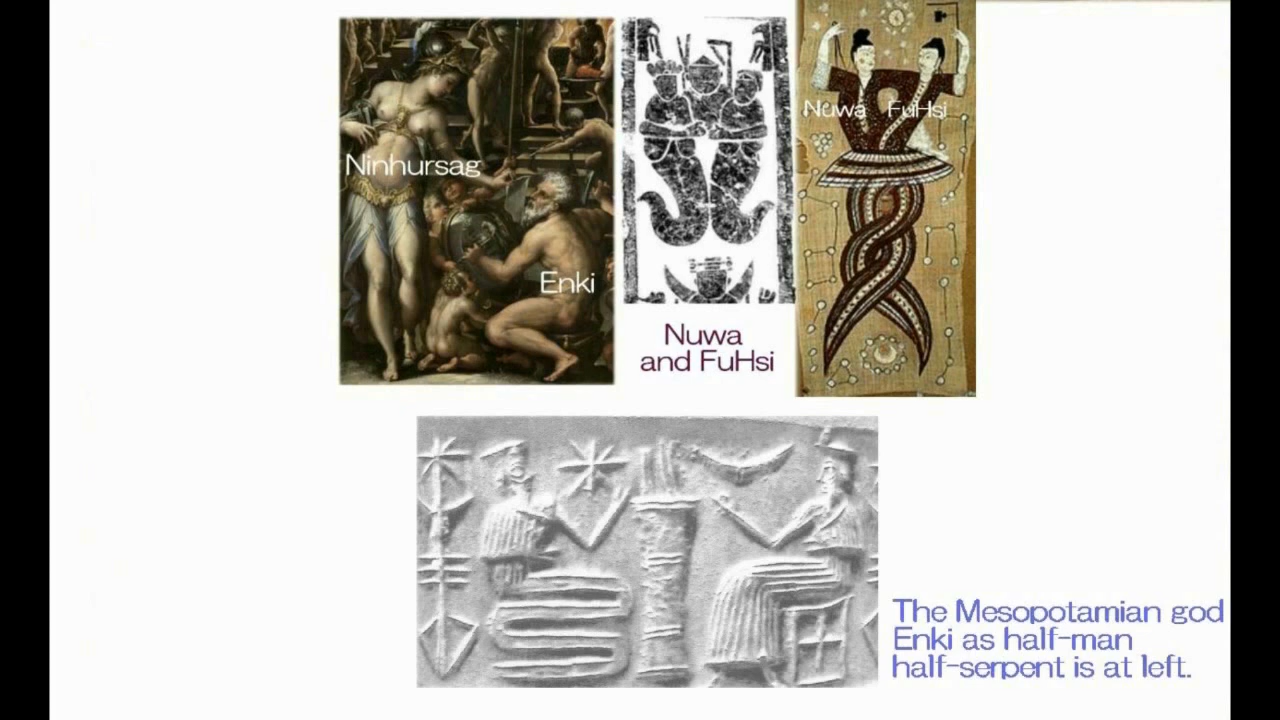 Ninhursag
Enki
Nuwa FuHsi
Nuwa
and FuHsi
The Mesopotamian god
Enki as half-man
half-serpent is at left.